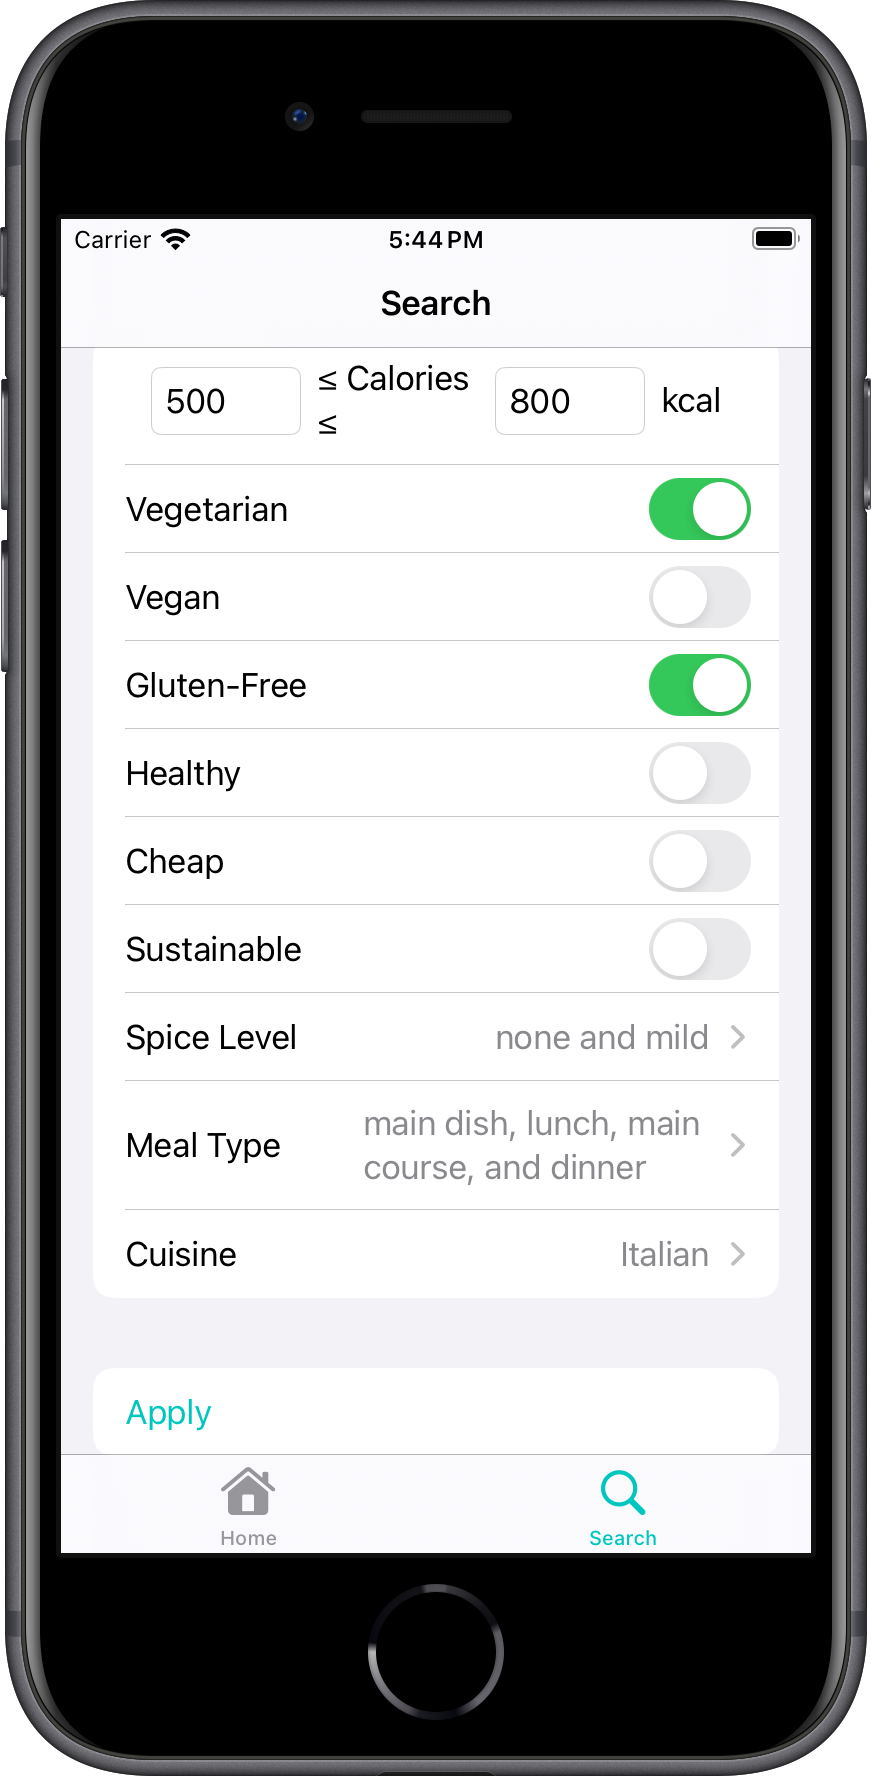 Carrier 5:44 PM
Search
500 ≤ Calories ≤ 800 kcal
Vegetarian
Vegan
Gluten-Free
Healthy
Cheap
Sustainable
Spice Level none and mild
Meal Type main dish, lunch, main
course, and dinner
Cuisine Italian
Apply
Home Search